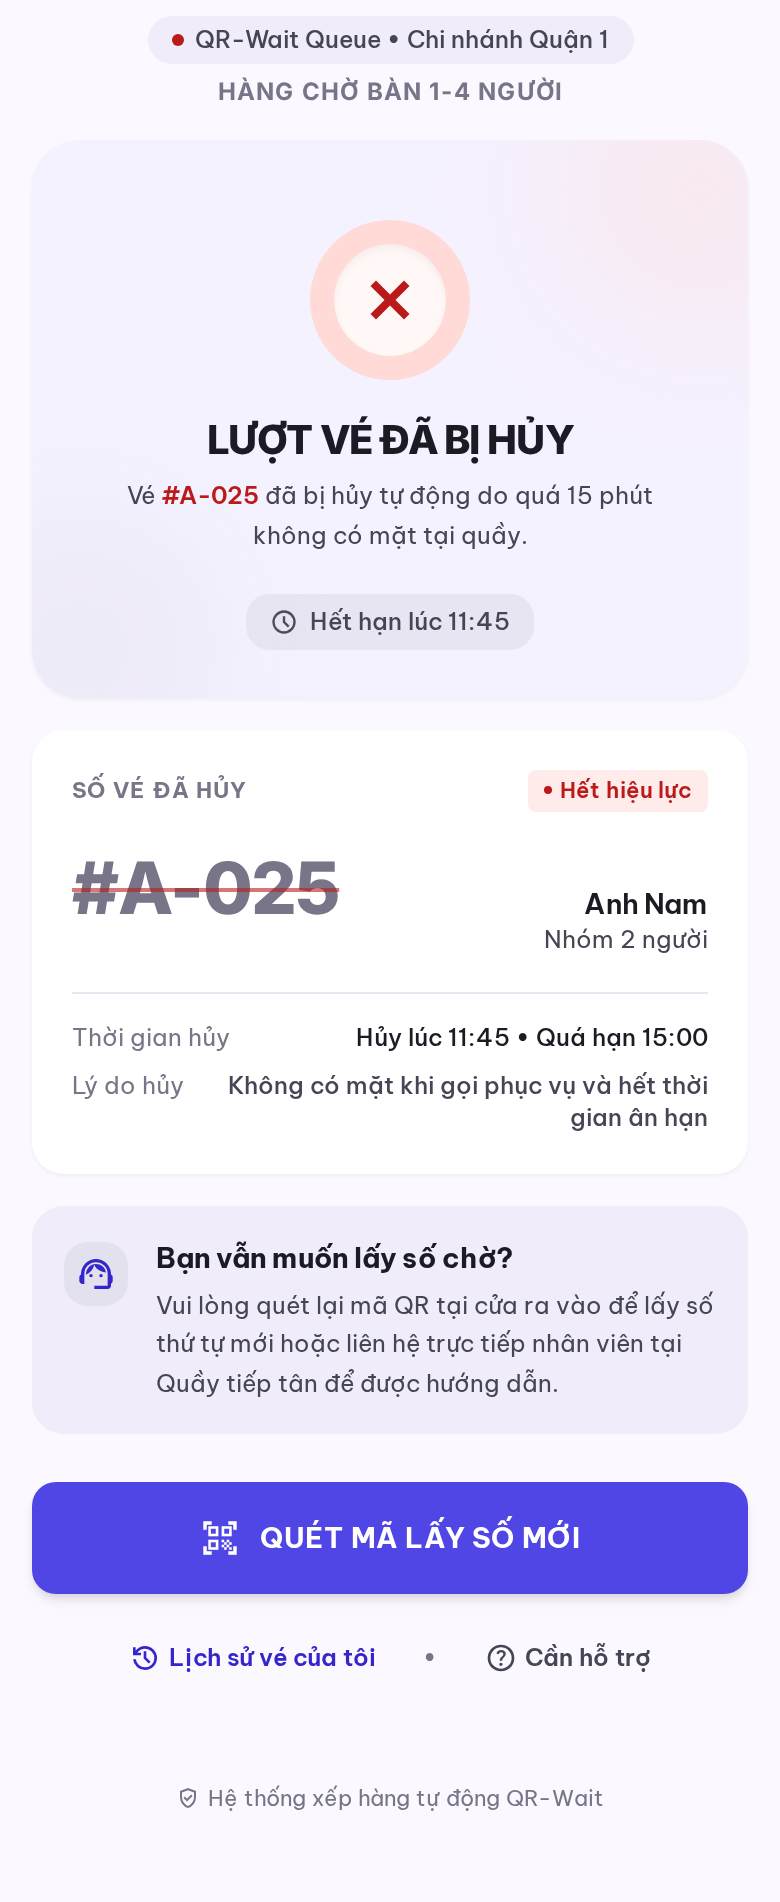 QR-Wait Queue • Chi nhánh Quận 1
HÀNG CHỜ BÀN 1-4 NGƯỜI
LƯỢT VÉ ĐÃ BỊ HỦY
Vé #A-025 đã bị hủy tự động do quá 15 phút
không có mặt tại quầy.
Hết hạn lúc 11:45
SỐ VÉ ĐÃ HỦY
• Hết hiệu lực
#A-025
Anh Nam
Nhóm 2 người
Thời gian hủy
Hủy lúc 11:45 • Quá hạn 15:00
Lý do hủy
Không có mặt khi gọi phục vụ và hết thời
gian ân hạn
Bạn vẫn muốn lấy số chờ?
Vui lòng quét lại mã QR tại cửa ra vào để lấy số
thứ tự mới hoặc liên hệ trực tiếp nhân viên tại
Quầy tiếp tân để được hướng dẫn.
QUÉT MÃ LẤY SỐ MỚI
Lịch sử vé của tôi • Cần hỗ trợ
Hệ thống xếp hàng tự động QR-Wait